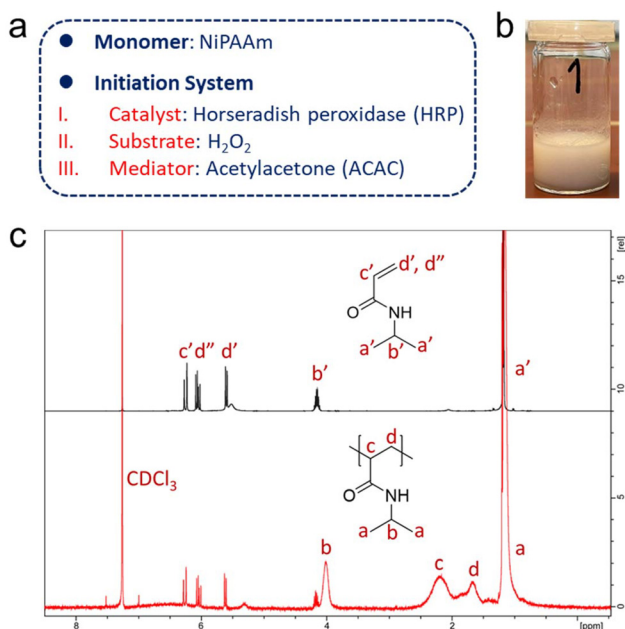 a
● Monomer: NiPAAm
● Initiation System
I. Catalyst: Horseradish peroxidase (HRP)
II. Substrate: H₂O₂
III. Mediator: Acetylacetone (ACAC)
b
1
c
[rel]
15
10
5
0
c'
d', d"
O
NH
a'
b'
a'
c' d"
d'
b'
a'
CDCl₃
c
d
O
NH
a
b
a
b
c
d
a
8
6
4
2
[ppm]